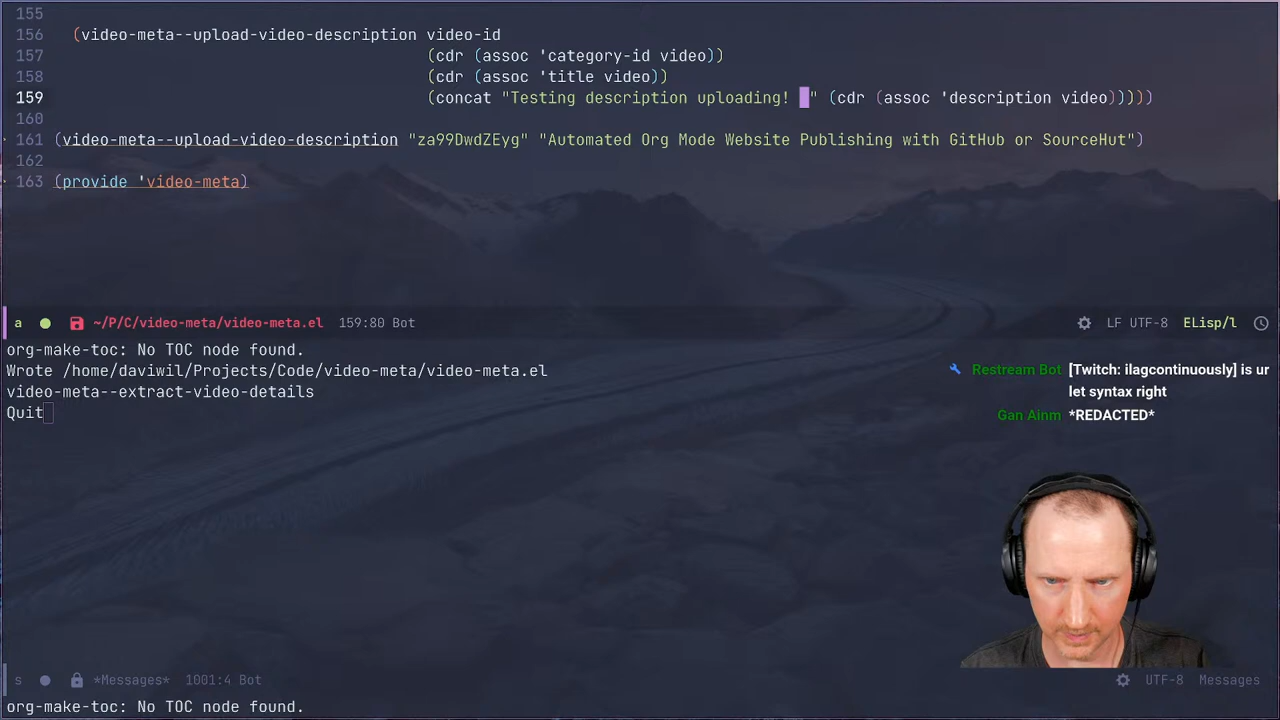 155
156 (video-meta--upload-video-description video-id
157 (cdr (assoc 'category-id video))
158 (cdr (assoc 'title video))
159 (concat "Testing description uploading! " (cdr (assoc 'description video)))))
160
161 (video-meta--upload-video-description "za99DwdZEyg" "Automated Org Mode Website Publishing with GitHub or SourceHut")
162
163 (provide 'video-meta)
a ~/P/C/video-meta/video-meta.el 159:80 Bot LF UTF-8 ELisp/l
org-make-toc: No TOC node found.
Wrote /home/daviwil/Projects/Code/video-meta/video-meta.el
video-meta--extract-video-details
Quit
Restream Bot [Twitch: ilagcontinuously] is ur
let syntax right
Gan Ainm *REDACTED*
s *Messages* 1001:4 Bot UTF-8 Messages
org-make-toc: No TOC node found.